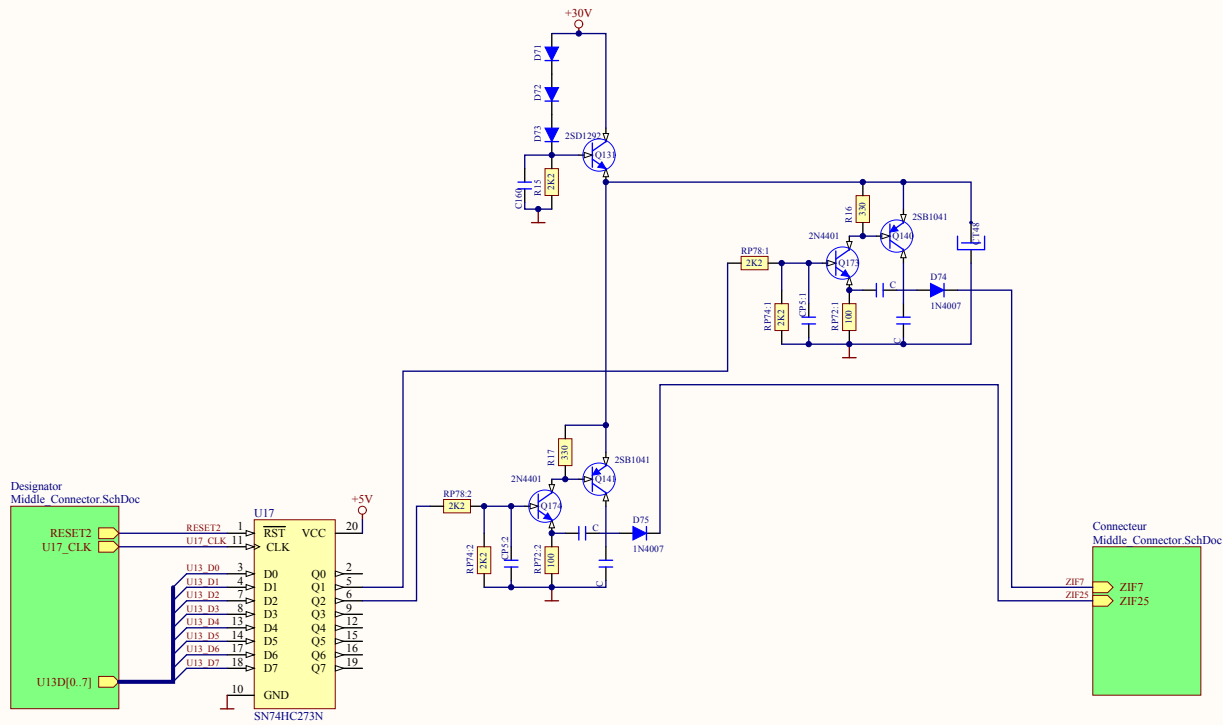 +30V
D71
D72
D73
2SD1292
Q131
C160
R15
2K2
R16
330
2SB1041
2N4401
Q140
CT48
RP78:1
2K2
Q173
D74
C
1N4007
RP74:1
2K2
CP5:1
RP72:1
100
C
R17
330
2SB1041
2N4401
Q141
RP78:2
2K2
Q174
C
D75
1N4007
RP74:2
2K2
CP5:2
RP72:2
100
C
Designator
Middle_Connector.SchDoc
RESET2
U17_CLK
U13D[0..7]
RESET2
U17_CLK
U13_D0
U13_D1
U13_D2
U13_D3
U13_D4
U13_D5
U13_D6
U13_D7
+5V
U17
1 RST VCC 20
11 CLK
3 D0 Q0 2
4 D1 Q1 5
7 D2 Q2 6
8 D3 Q3 9
13 D4 Q4 12
14 D5 Q5 15
17 D6 Q6 16
18 D7 Q7 19
10 GND
SN74HC273N
Connecteur
Middle_Connector.SchDoc
ZIF7 ZIF7
ZIF25 ZIF25